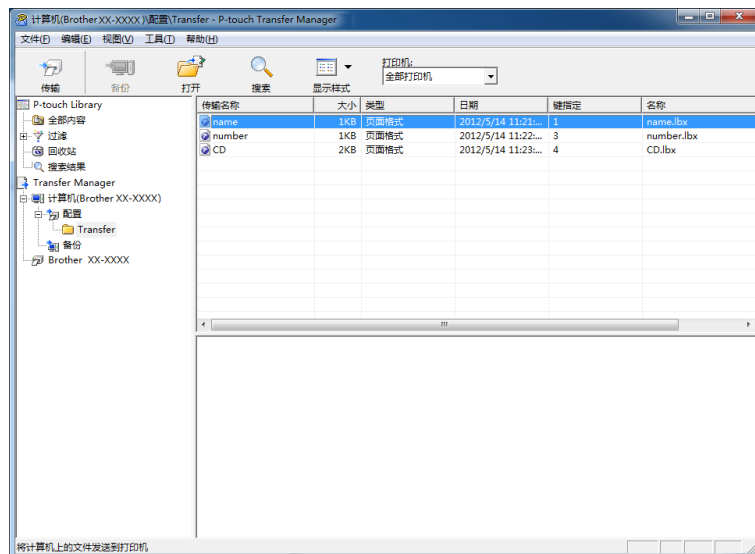 计算机(Brother XX-XXXX)\配置\Transfer - P-touch Transfer Manager
文件(F) 编辑(E) 视图(V) 工具(T) 帮助(H)
传输 备份 打开 搜索 显示样式 打印机: 全部打印机
P-touch Library
全部内容
过滤
回收站
搜索结果
Transfer Manager
计算机(Brother XX-XXXX)
配置
Transfer
备份
Brother XX-XXXX
传输名称 大小 类型 日期 键指定 名称
name 1KB 页面格式 2012/5/14 11:21:... 1 name.lbx
number 1KB 页面格式 2012/5/14 11:22:... 3 number.lbx
CD 2KB 页面格式 2012/5/14 11:23:... 4 CD.lbx
将计算机上的文件发送到打印机